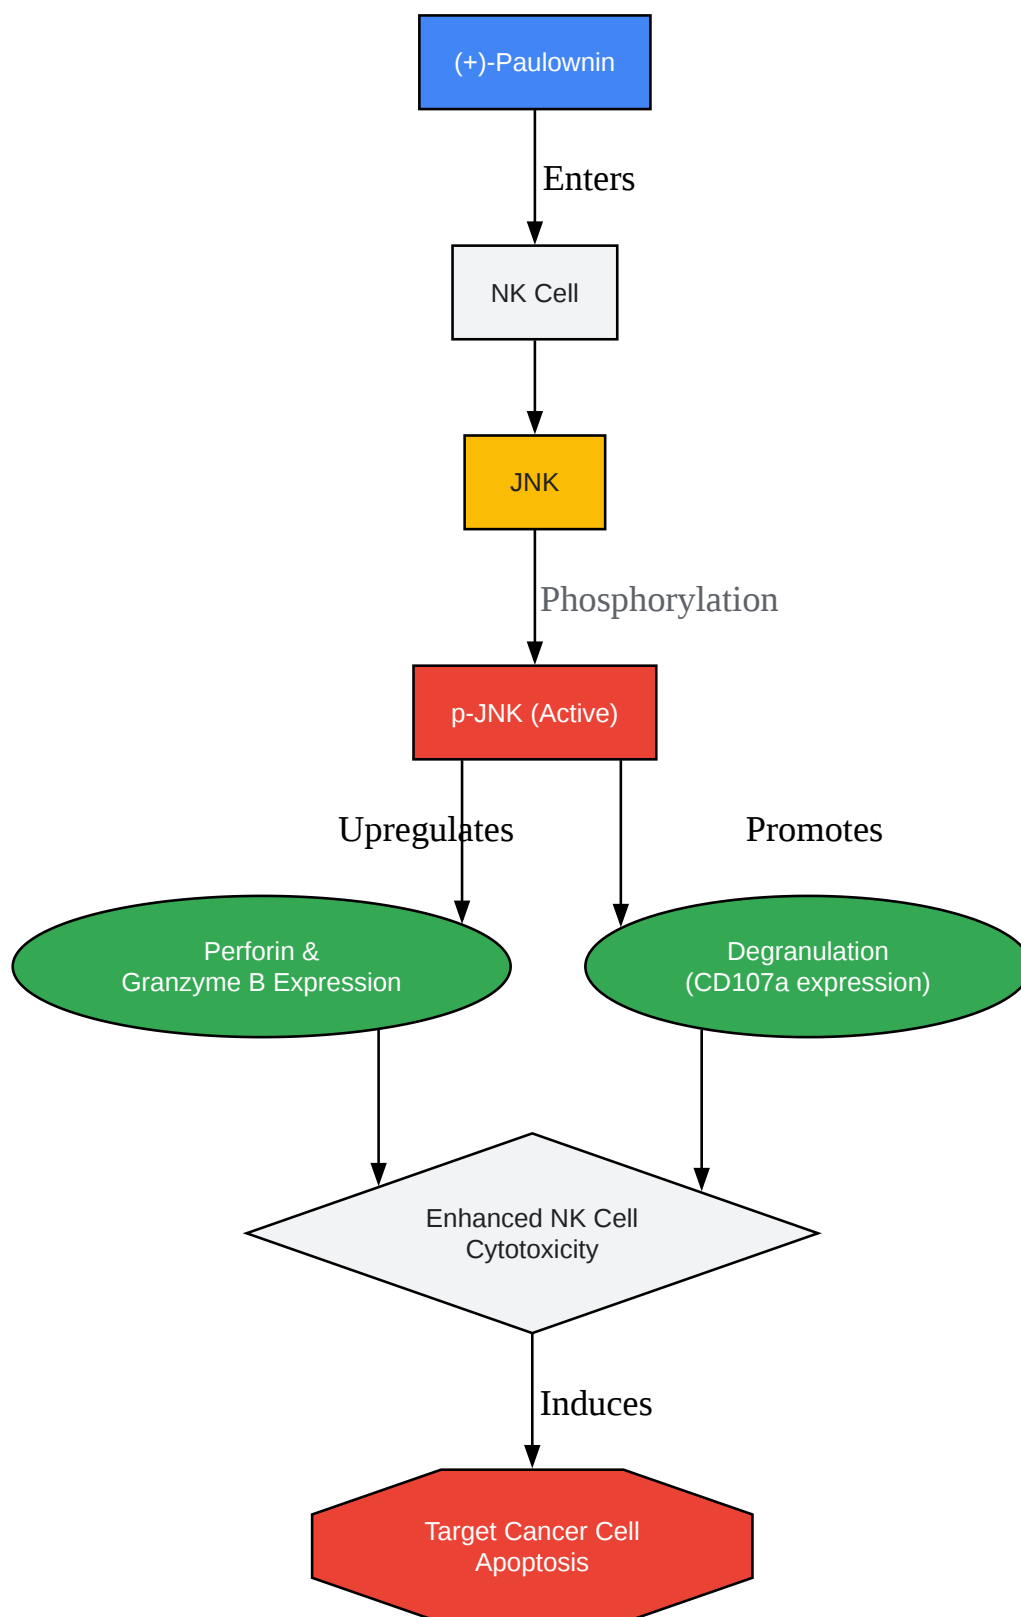 (+)-Paulownin
Enters
NK Cell
JNK
Phosphorylation
p-JNK (Active)
Upregulates
Promotes
Perforin &
Granzyme B Expression
Degranulation
(CD107a expression)
Enhanced NK Cell
Cytotoxicity
Induces
Target Cancer Cell
Apoptosis